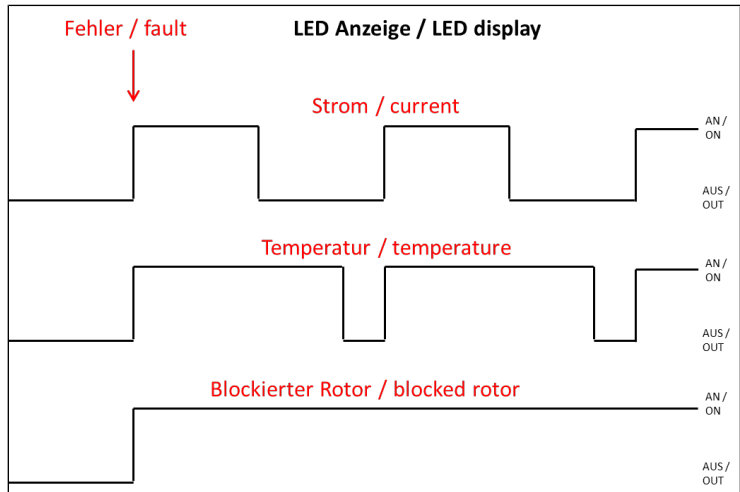 Fehler / fault
LED Anzeige / LED display
Strom / current
AN /
ON
AUS /
OUT
Temperatur / temperature
AN /
ON
AUS /
OUT
Blockierter Rotor / blocked rotor
AN /
ON
AUS /
OUT